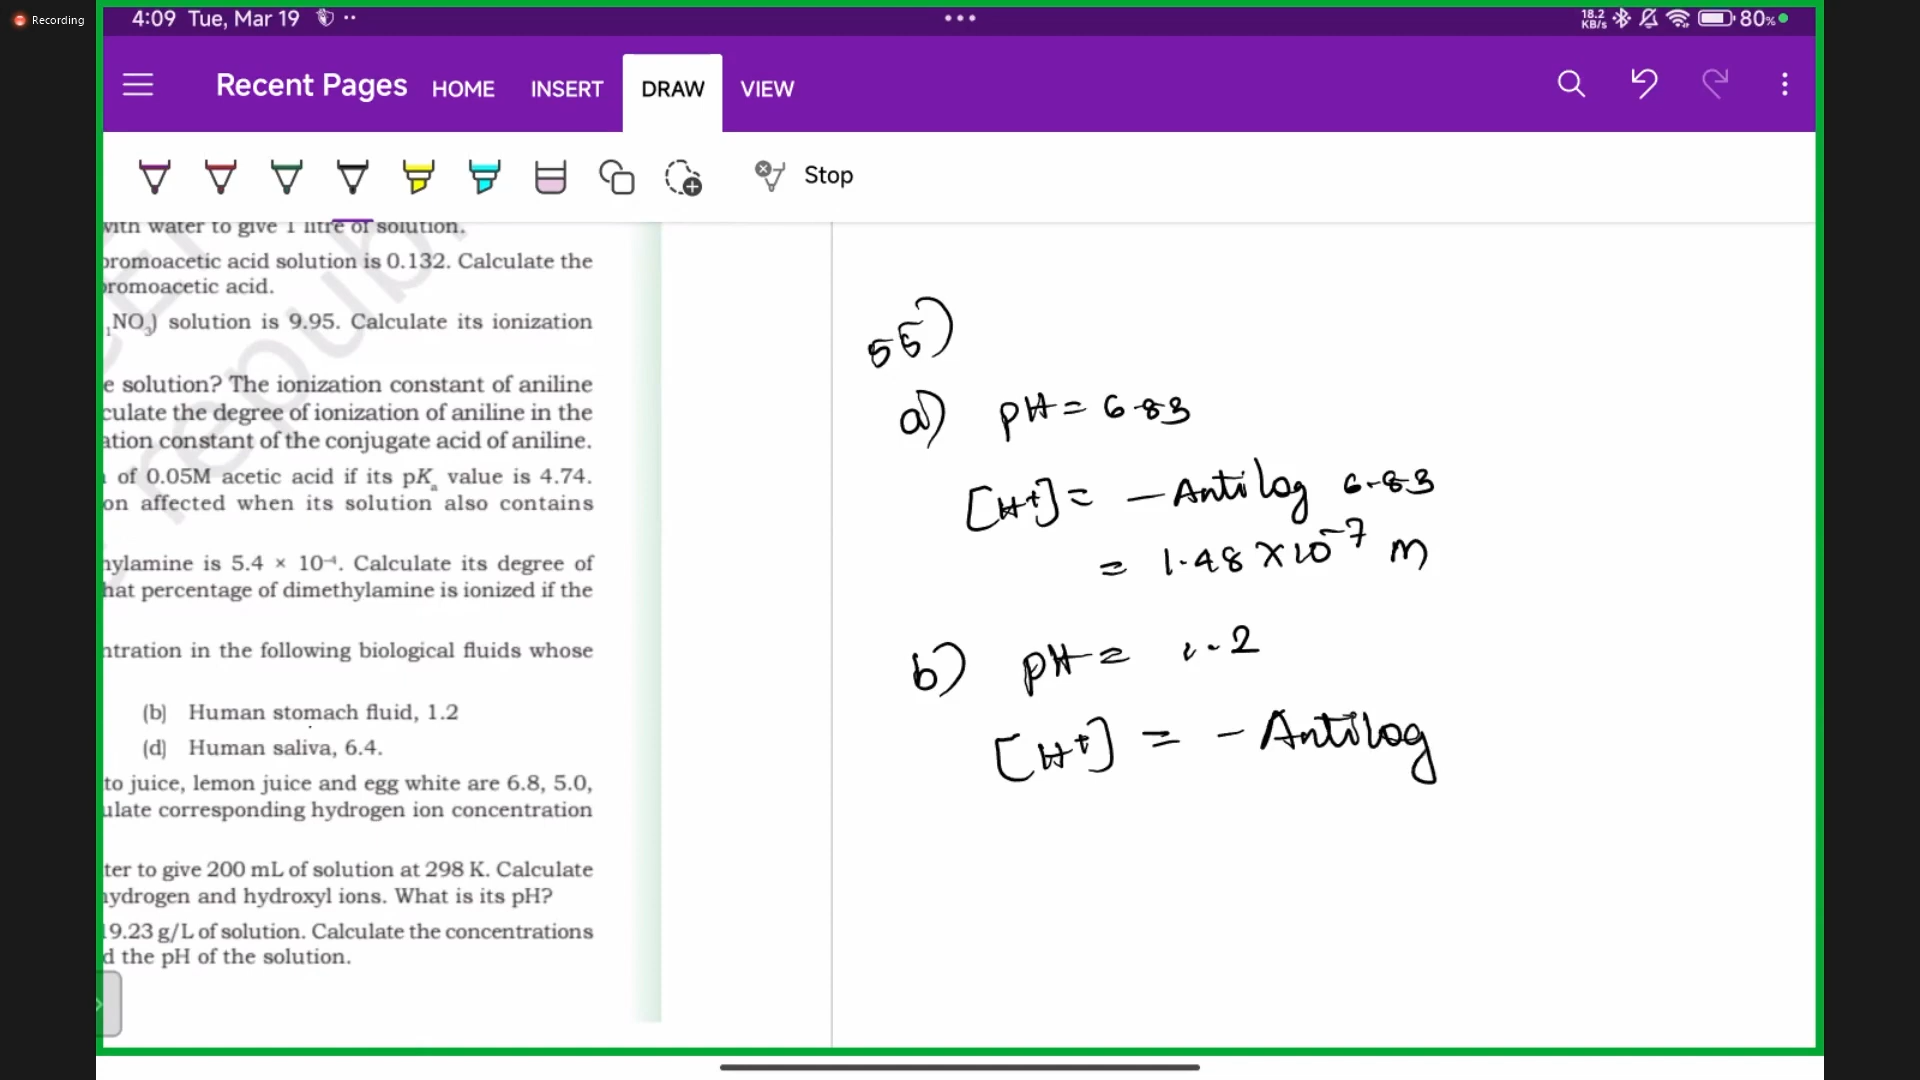 Recording
4:09 Tue, Mar 19
18.2 KB/s 80%
Recent Pages HOME INSERT DRAW VIEW
Stop
with water to give 1 litre of solution.
bromoacetic acid solution is 0.132. Calculate the
bromoacetic acid.
NO3) solution is 9.95. Calculate its ionization
e solution? The ionization constant of aniline
culate the degree of ionization of aniline in the
ation constant of the conjugate acid of aniline.
of 0.05M acetic acid if its pKa value is 4.74.
on affected when its solution also contains
hylamine is 5.4 × 10⁻⁴. Calculate its degree of
hat percentage of dimethylamine is ionized if the
ntration in the following biological fluids whose
(b) Human stomach fluid, 1.2
(d) Human saliva, 6.4.
to juice, lemon juice and egg white are 6.8, 5.0,
ulate corresponding hydrogen ion concentration
ter to give 200 mL of solution at 298 K. Calculate
hydrogen and hydroxyl ions. What is its pH?
19.23 g/L of solution. Calculate the concentrations
d the pH of the solution.
55)
a) pH = 6.83
[H⁺] = - Antilog 6.83
= 1.48 × 10⁻⁷ M
b) pH = 1.2
[H⁺] = - Antilog